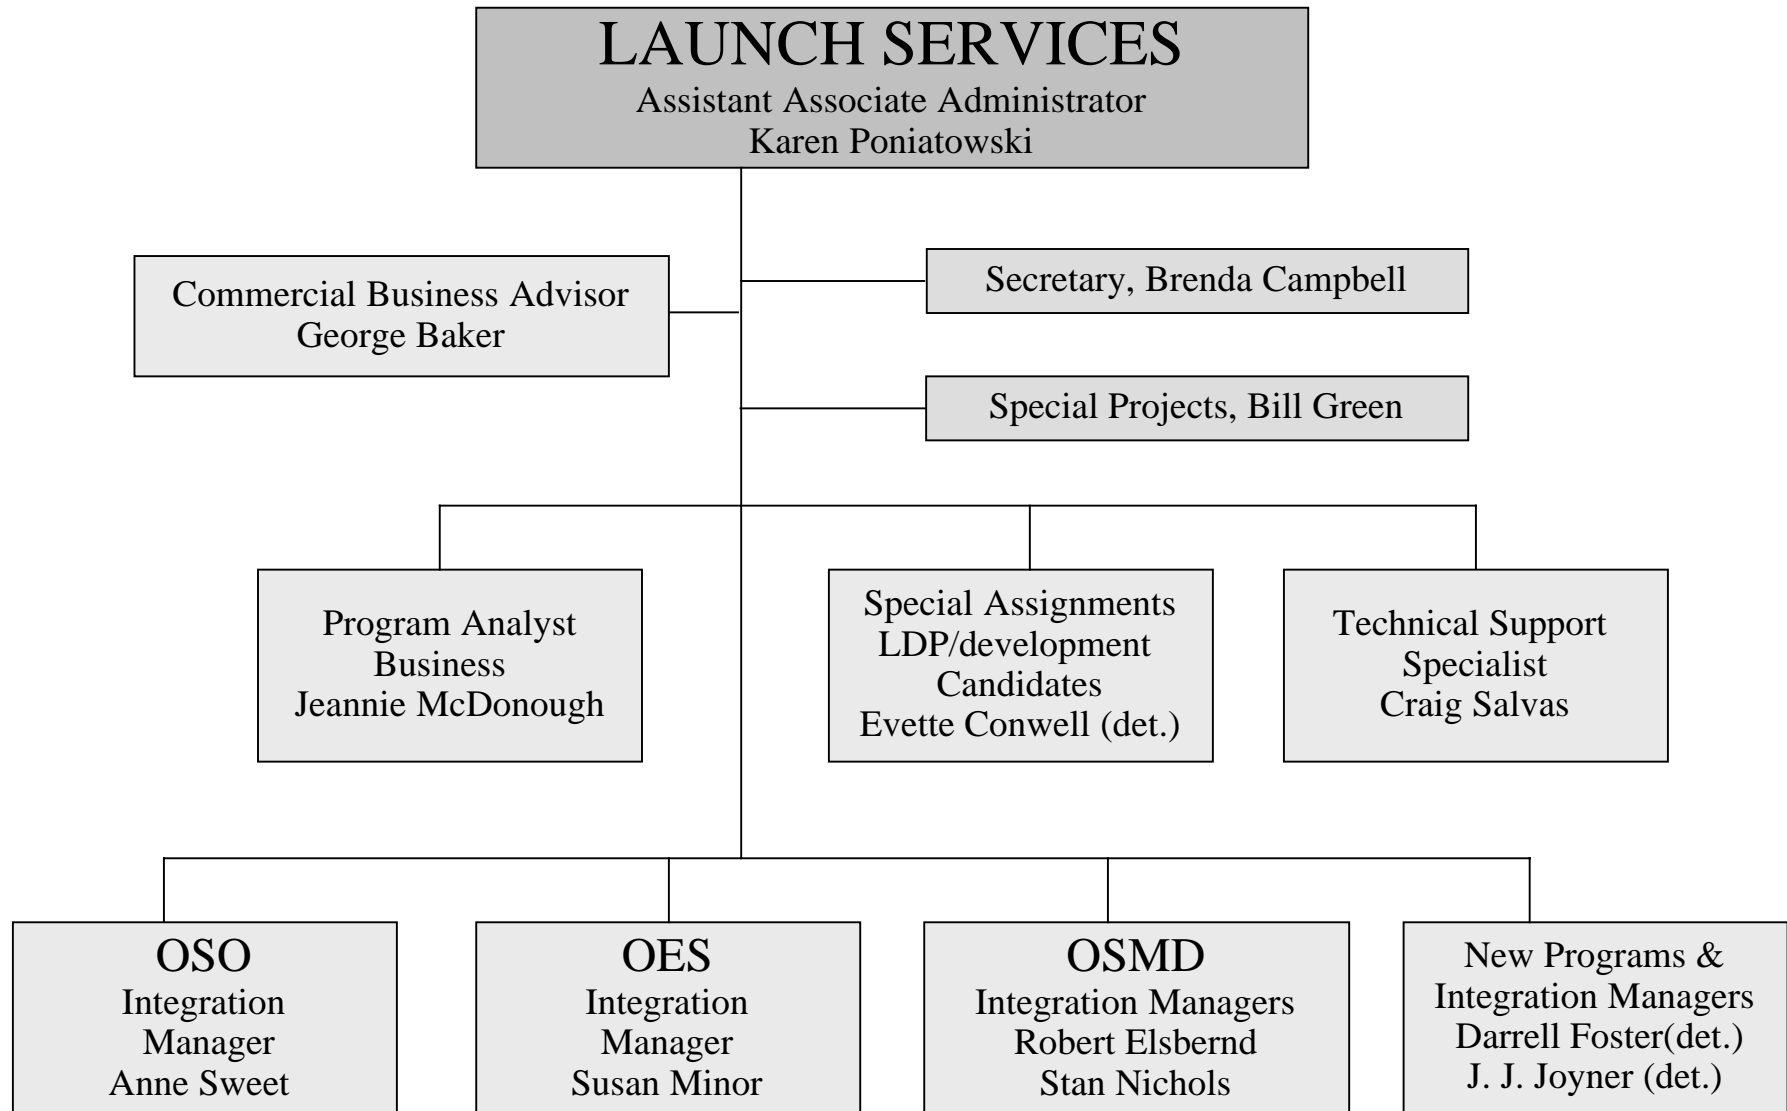 LAUNCH SERVICES
Assistant Associate Administrator
Karen Poniatowski
Commercial Business Advisor
George Baker
Secretary, Brenda Campbell
Special Projects, Bill Green
Program Analyst
Business
Jeannie McDonough
Special Assignments
LDP/development
Candidates
Evette Conwell (det.)
Technical Support
Specialist
Craig Salvas
OSO
Integration
Manager
Anne Sweet
OES
Integration
Manager
Susan Minor
OSMD
Integration Managers
Robert Elsbernd
Stan Nichols
New Programs &
Integration Managers
Darrell Foster(det.)
J. J. Joyner (det.)